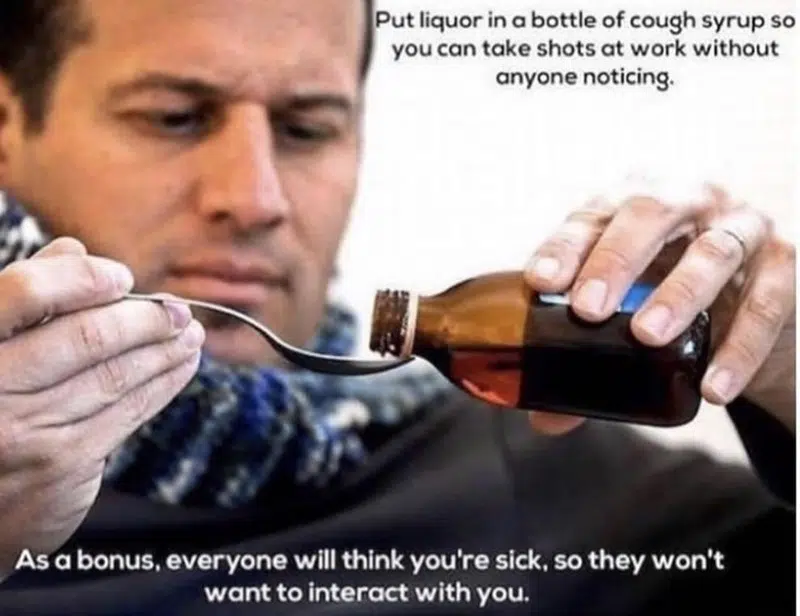 Put liquor in a bottle of cough syrup so
you can take shots at work without
anyone noticing.
As a bonus, everyone will think you're sick, so they won't
want to interact with you.